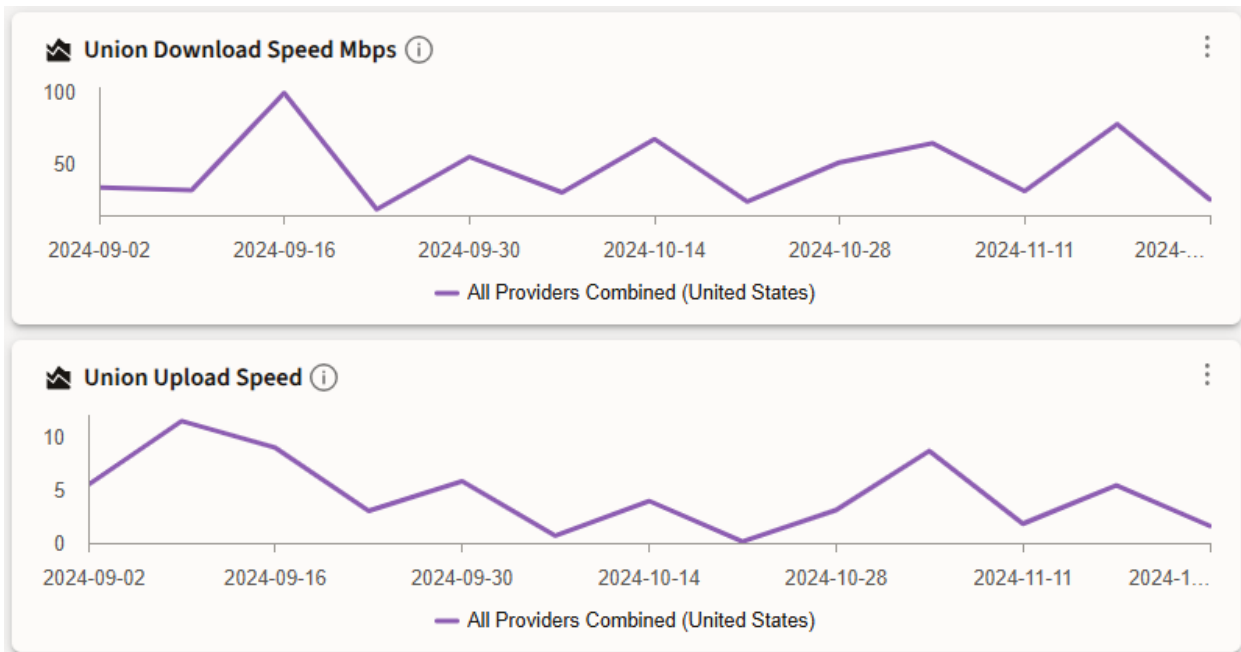 Union Download Speed Mbps
100
50
2024-09-02 2024-09-16 2024-09-30 2024-10-14 2024-10-28 2024-11-11 2024-...
All Providers Combined (United States)
Union Upload Speed
10
5
0
2024-09-02 2024-09-16 2024-09-30 2024-10-14 2024-10-28 2024-11-11 2024-1...
All Providers Combined (United States)